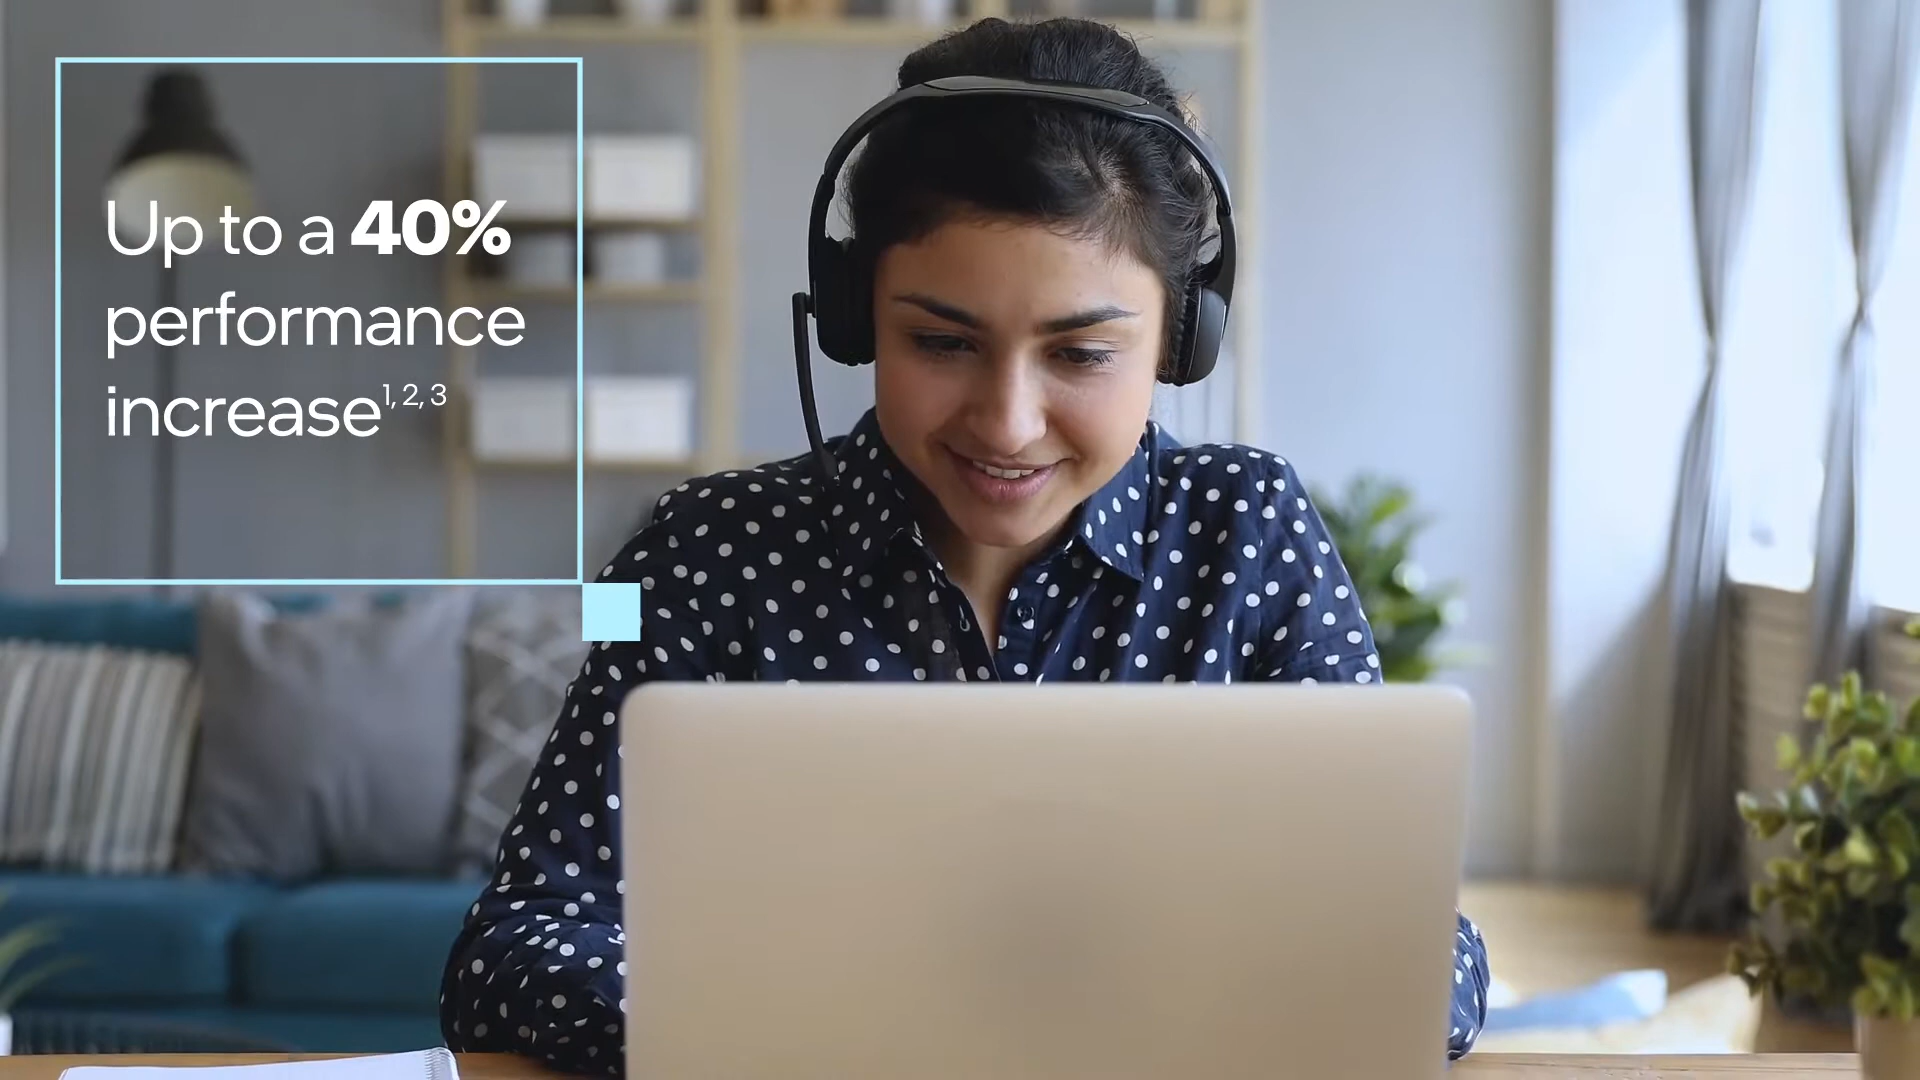 Up to a 40%
performance
increase1, 2, 3